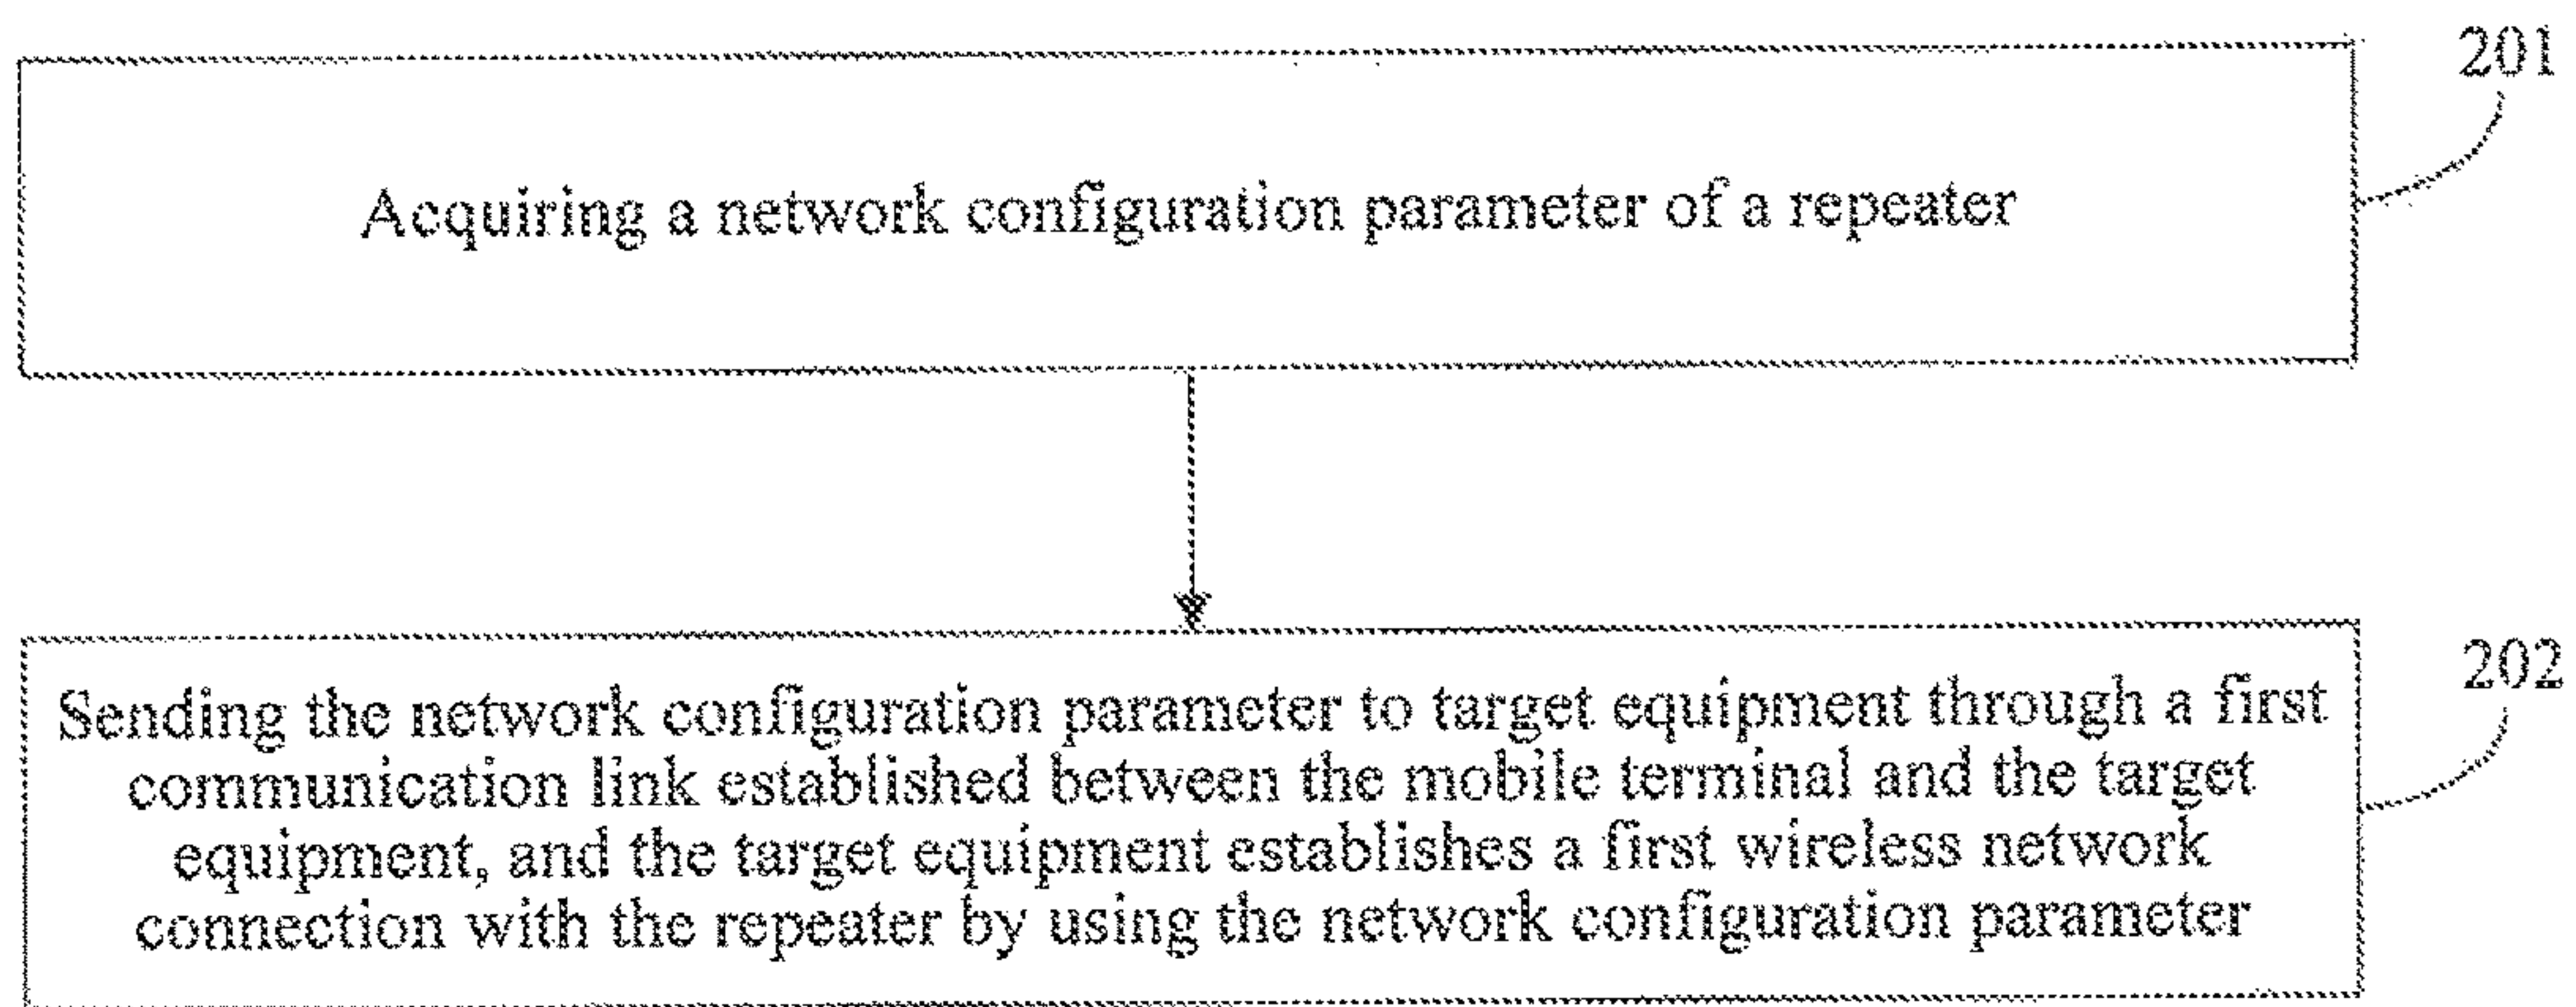 201
Acquiring a network configuration parameter of a repeater
202
Sending the network configuration parameter to target equipment through a first
communication link established between the mobile terminal and the target
equipment, and the target equipment establishes a first wireless network
connection with the repeater by using the network configuration parameter